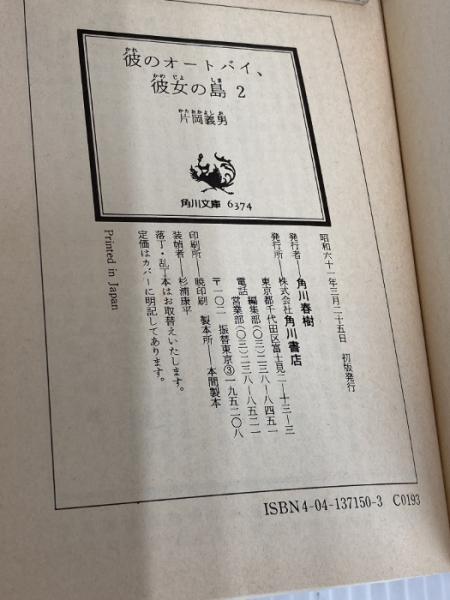 彼のオートバイ、
彼女の島 2
片岡義男
角川文庫 6374
昭和六十一年三月二十五日 初版発行
発行者――角川春樹
発行所――株式会社角川書店
東京都千代田区富士見二―十三―三
電話 編集部(〇三)二三八―八四五一
営業部(〇三)二三八―八五二一
〒一〇二 振替東京③一九五二〇八
印刷所――暁印刷 製本所――本間製本
装幀者――杉浦康平
落丁・乱丁本はお取替えいたします。
定価はカバーに明記してあります。
Printed in Japan
ISBN4-04-137150-3 C0193